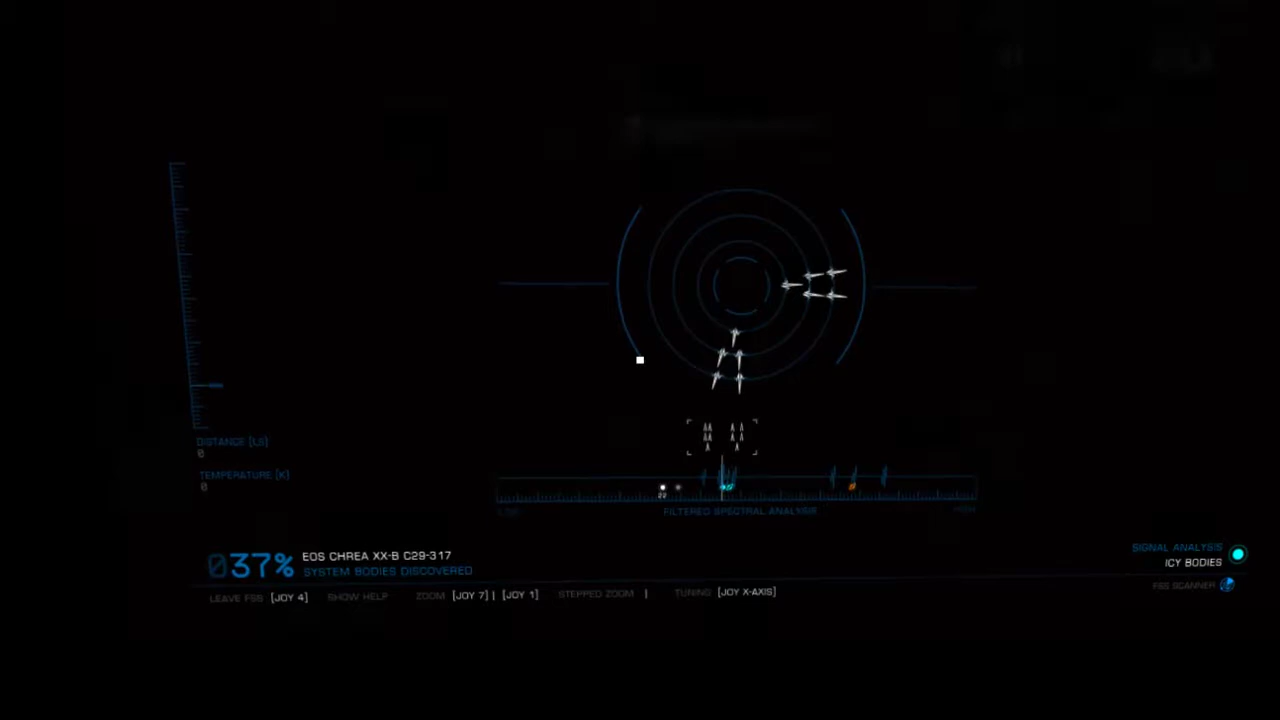 DISTANCE [LS]
0
TEMPERATURE [K]
0
FILTERED SPECTRAL ANALYSIS
037% EOS CHREA XX-B C29-317
SYSTEM BODIES DISCOVERED
SIGNAL ANALYSIS
ICY BODIES
FSS SCANNER
LEAVE FSS [JOY 4] SHOW HELP ZOOM [JOY 7] | [JOY 1] STEPPED ZOOM | TUNING [JOY X-AXIS]